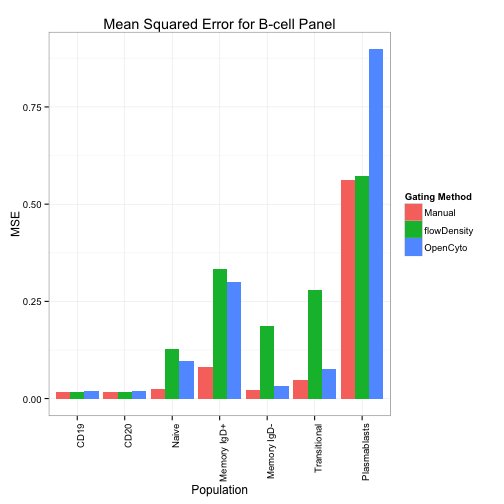 Mean Squared Error for B-cell Panel
MSE
0.75
0.50
0.25
0.00
CD19
CD20
Naive
Memory IgD+
Memory IgD-
Transitional
Plasmablasts
Population
Gating Method
Manual
flowDensity
OpenCyto